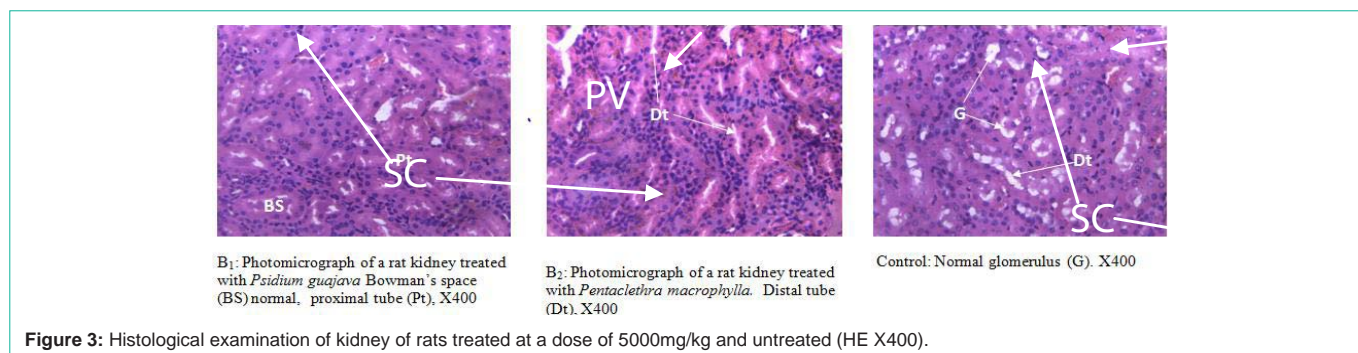 PV
Dt
G
Pt
SC
Dt
BS
SC
B1: Photomicrograph of a rat kidney treated
with Psidium guajava Bowman's space
(BS) normal, proximal tube (Pt), X400
B2: Photomicrograph of a rat kidney treated
with Pentaclethra macrophylla. Distal tube
(Dt), X400
Control: Normal glomerulus (G). X400
Figure 3: Histological examination of kidney of rats treated at a dose of 5000mg/kg and untreated (HE X400).